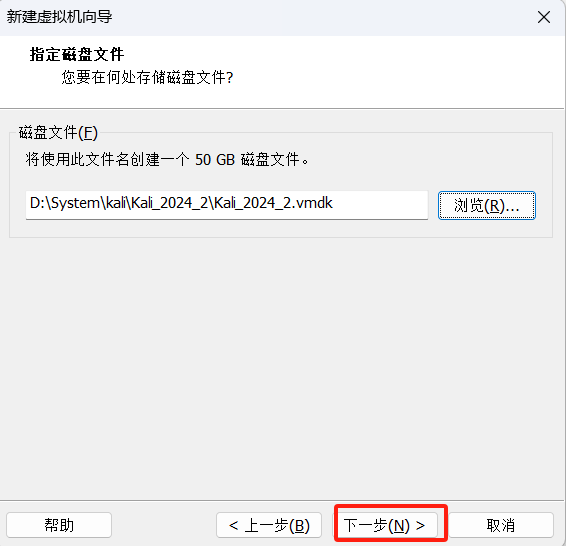 新建虚拟机向导
指定磁盘文件
您要在何处存储磁盘文件?
磁盘文件(F)
将使用此文件名创建一个 50 GB 磁盘文件。
D:\System\kali\Kali_2024_2\Kali_2024_2.vmdk
浏览(R)...
帮助
< 上一步(B)
下一步(N) >
取消